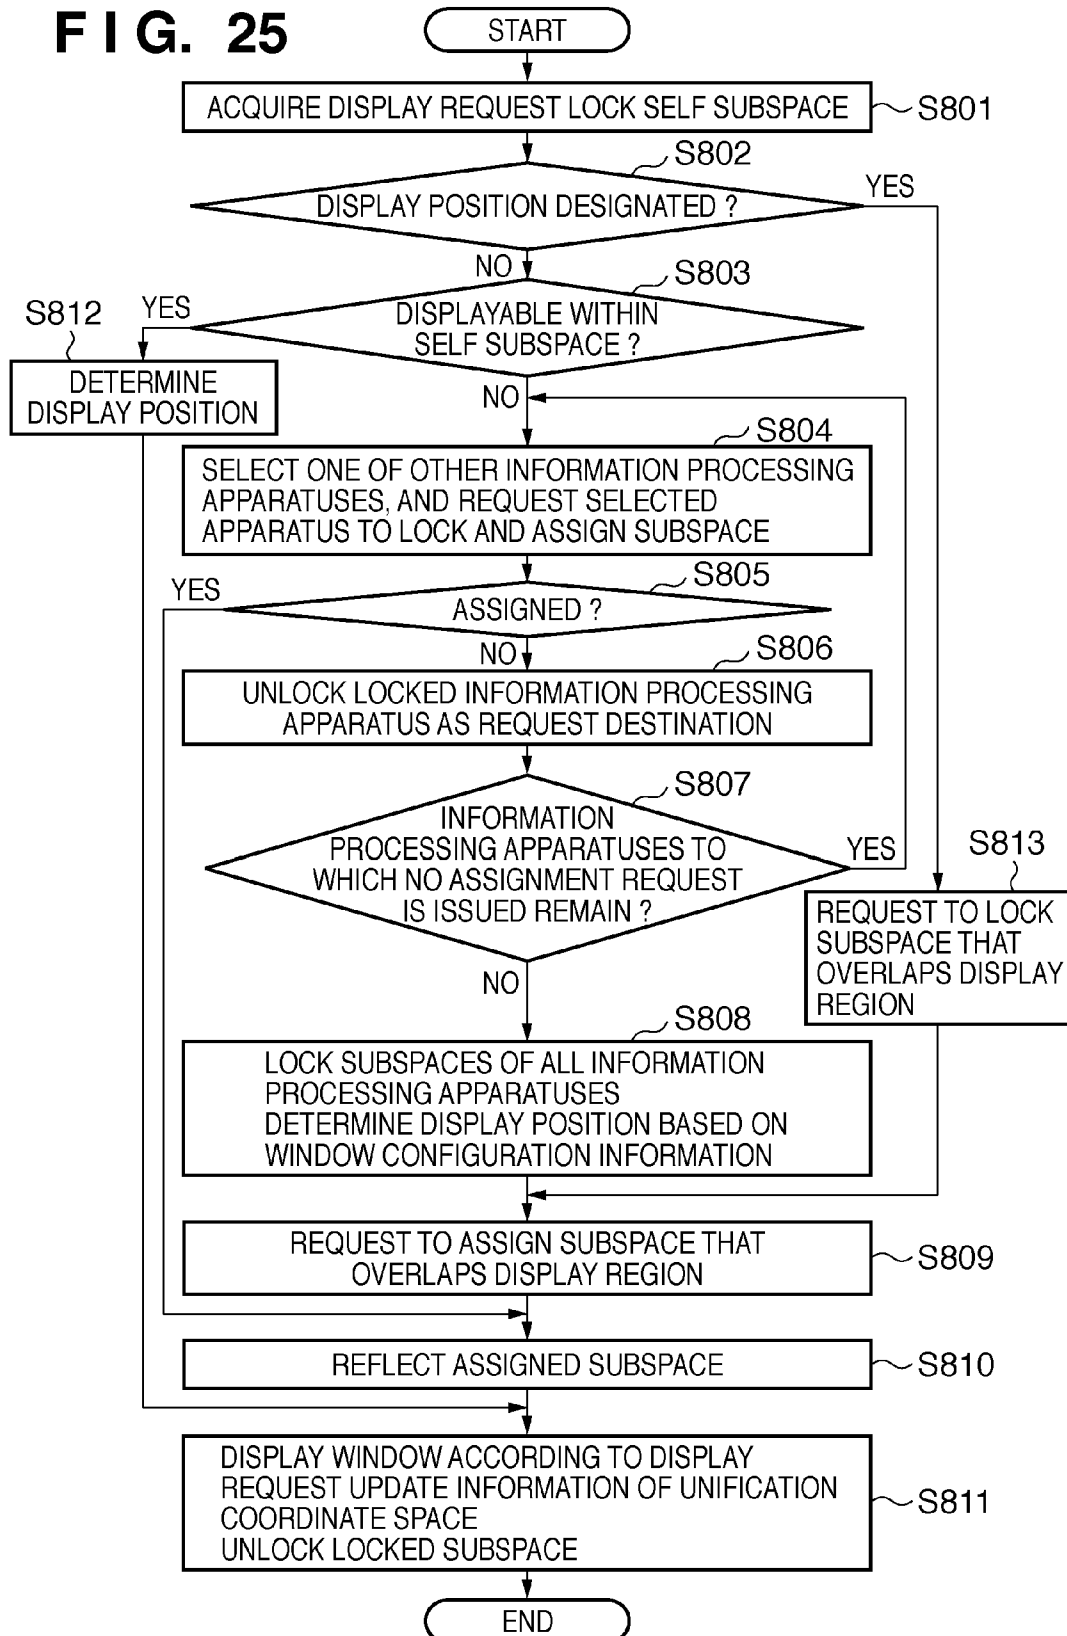 FIG. 25
START
ACQUIRE DISPLAY REQUEST LOCK SELF SUBSPACE
S801
S802
DISPLAY POSITION DESIGNATED ?
YES
NO
S803
DISPLAYABLE WITHIN
SELF SUBSPACE ?
YES
S812
DETERMINE
DISPLAY POSITION
NO
S804
SELECT ONE OF OTHER INFORMATION PROCESSING
APPARATUSES, AND REQUEST SELECTED
APPARATUS TO LOCK AND ASSIGN SUBSPACE
S805
YES
ASSIGNED ?
NO
S806
UNLOCK LOCKED INFORMATION PROCESSING
APPARATUS AS REQUEST DESTINATION
S807
INFORMATION
PROCESSING APPARATUSES TO
WHICH NO ASSIGNMENT REQUEST
IS ISSUED REMAIN ?
YES
S813
REQUEST TO LOCK
SUBSPACE THAT
OVERLAPS DISPLAY
REGION
NO
S808
LOCK SUBSPACES OF ALL INFORMATION
PROCESSING APPARATUSES
DETERMINE DISPLAY POSITION BASED ON
WINDOW CONFIGURATION INFORMATION
REQUEST TO ASSIGN SUBSPACE THAT
OVERLAPS DISPLAY REGION
S809
REFLECT ASSIGNED SUBSPACE
S810
DISPLAY WINDOW ACCORDING TO DISPLAY
REQUEST UPDATE INFORMATION OF UNIFICATION
COORDINATE SPACE
UNLOCK LOCKED SUBSPACE
S811
END